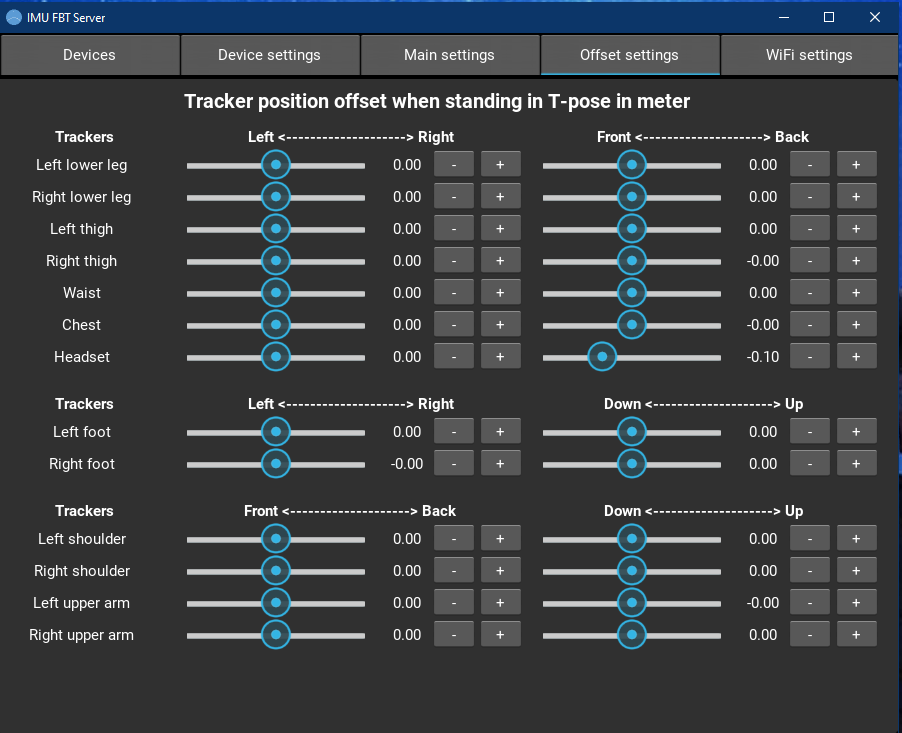 IMU FBT Server
Devices Device settings Main settings Offset settings WiFi settings
Tracker position offset when standing in T-pose in meter
Trackers Left <--------------------> Right Front <--------------------> Back
Left lower leg 0.00 - + 0.00 - +
Right lower leg 0.00 - + 0.00 - +
Left thigh 0.00 - + 0.00 - +
Right thigh 0.00 - + -0.00 - +
Waist 0.00 - + 0.00 - +
Chest 0.00 - + -0.00 - +
Headset 0.00 - + -0.10 - +
Trackers Left <--------------------> Right Down <--------------------> Up
Left foot 0.00 - + 0.00 - +
Right foot -0.00 - + 0.00 - +
Trackers Front <--------------------> Back Down <--------------------> Up
Left shoulder 0.00 - + 0.00 - +
Right shoulder 0.00 - + 0.00 - +
Left upper arm 0.00 - + -0.00 - +
Right upper arm 0.00 - + 0.00 - +